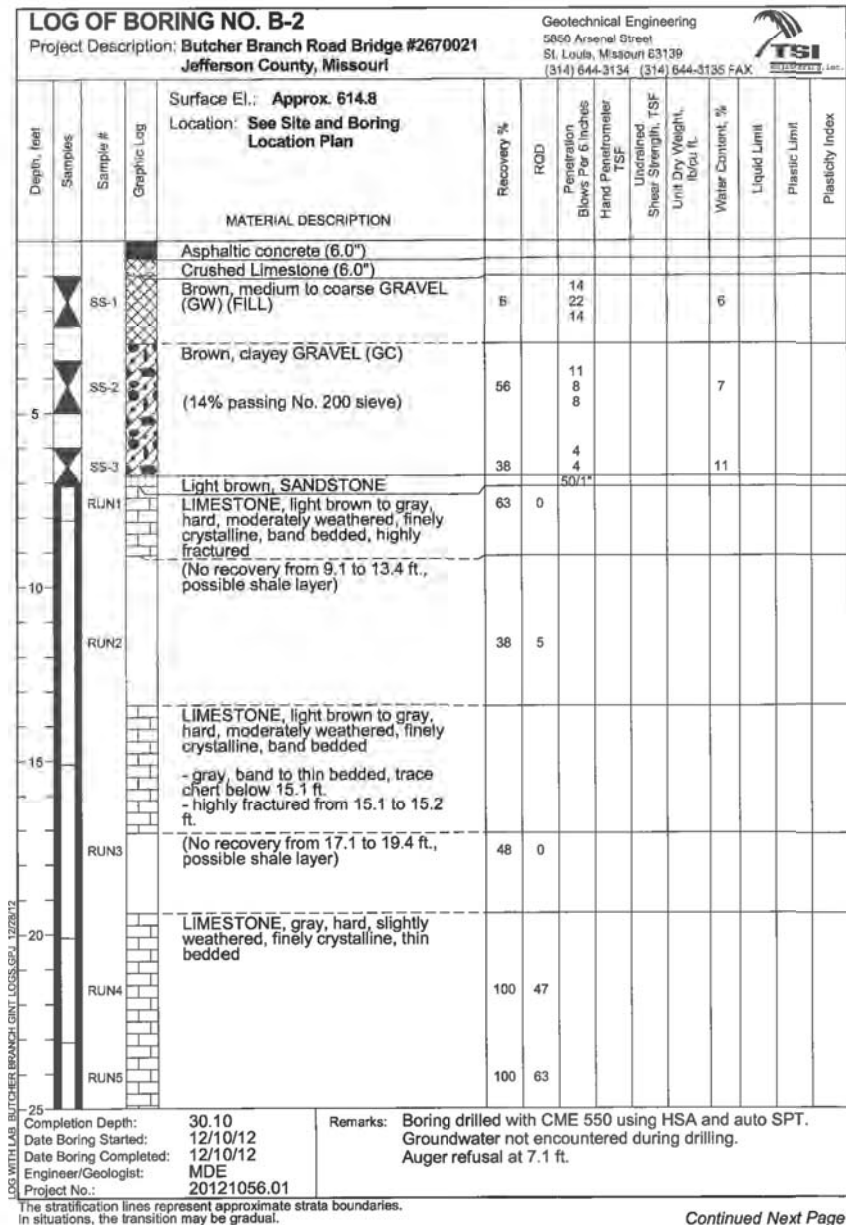 LOG OF BORING NO. B-2
Project Description: Butcher Branch Road Bridge #2670021
Jefferson County, Missouri
Geotechnical Engineering
5850 Arsenal Street
St. Louis, Missouri 63139
(314) 644-3134 (314) 644-3135 FAX
TSI
Depth, feet
Samples
Sample #
Graphic Log
Surface El.: Approx. 614.8
Location: See Site and Boring
Location Plan
MATERIAL DESCRIPTION
Recovery %
RQD
Penetration
Blows Per 6 Inches
Hand Penetrometer
TSF
Undrained
Shear Strength, TSF
Unit Dry Weight,
lb/cu ft.
Water Content, %
Liquid Limit
Plastic Limit
Plasticity Index
Asphaltic concrete (6.0")
Crushed Limestone (6.0")
Brown, medium to coarse GRAVEL
(GW) (FILL)
SS-1
6
14
22
14
6
Brown, clayey GRAVEL (GC)
SS-2
56
11
8
8
7
(14% passing No. 200 sieve)
5
SS-3
38
4
4
50/1"
11
Light brown, SANDSTONE
RUN1
63
0
LIMESTONE, light brown to gray,
hard, moderately weathered, finely
crystalline, band bedded, highly
fractured
(No recovery from 9.1 to 13.4 ft.,
possible shale layer)
10
RUN2
38
5
LIMESTONE, light brown to gray,
hard, moderately weathered, finely
crystalline, band bedded
15
- gray, band to thin bedded, trace
chert below 15.1 ft.
- highly fractured from 15.1 to 15.2
ft.
(No recovery from 17.1 to 19.4 ft.,
possible shale layer)
RUN3
48
0
20
LIMESTONE, gray, hard, slightly
weathered, finely crystalline, thin
bedded
RUN4
100
47
RUN5
100
63
25
LOG WITH LAB BUTCHER BRANCH GINT LOGS.GPJ 12/28/12
Completion Depth: 30.10
Date Boring Started: 12/10/12
Date Boring Completed: 12/10/12
Engineer/Geologist: MDE
Project No.: 20121056.01
Remarks: Boring drilled with CME 550 using HSA and auto SPT.
Groundwater not encountered during drilling.
Auger refusal at 7.1 ft.
The stratification lines represent approximate strata boundaries.
In situations, the transition may be gradual.
Continued Next Page